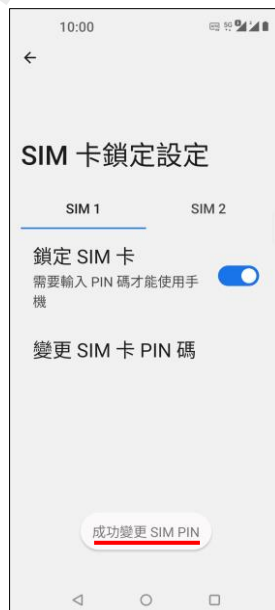 10:00
SIM 卡鎖定設定
SIM 1 SIM 2
鎖定 SIM 卡
需要輸入 PIN 碼才能使用手
機
變更 SIM 卡 PIN 碼
成功變更 SIM PIN